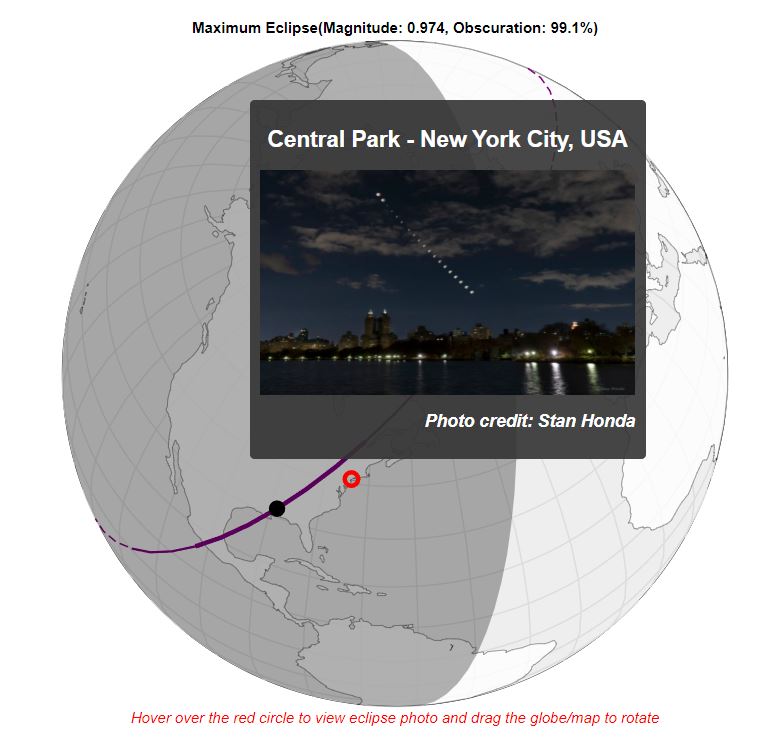 Maximum Eclipse(Magnitude: 0.974, Obscuration: 99.1%)
Central Park - New York City, USA
Photo credit: Stan Honda
Hover over the red circle to view eclipse photo and drag the globe/map to rotate